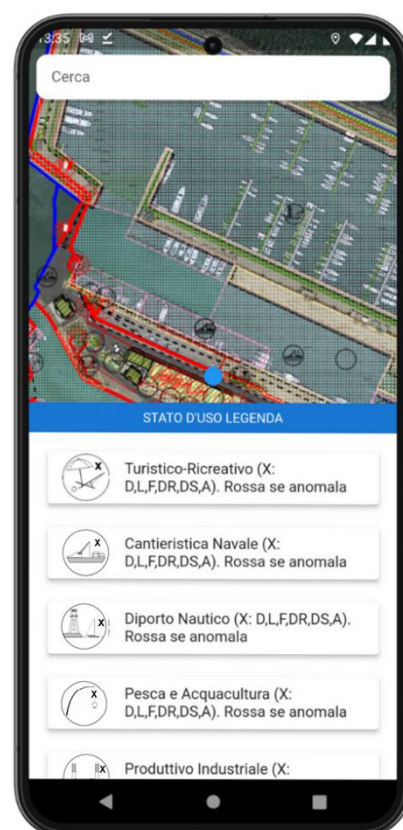 13:35
Cerca
STATO D'USO LEGENDA
Turistico-Ricreativo (X:
D,L,F,DR,DS,A). Rossa se anomala
X
Cantieristica Navale (X:
D,L,F,DR,DS,A). Rossa se anomala
X
Diporto Nautico (X: D,L,F,DR,DS,A).
Rossa se anomala
X
Pesca e Acquacultura (X:
D,L,F,DR,DS,A). Rossa se anomala
X
Produttivo Industriale (X:
X